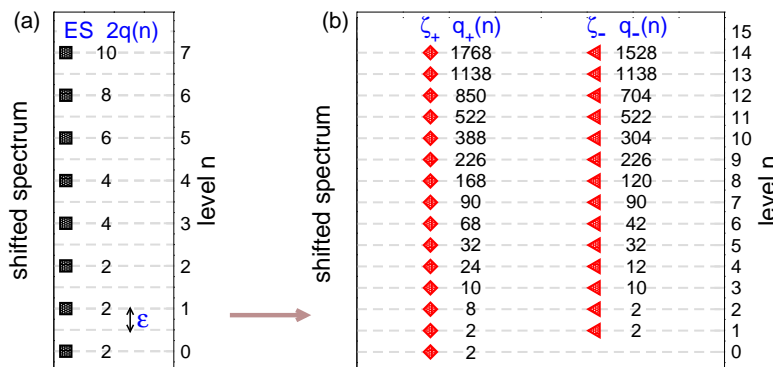 (a)
ES 2q(n)
10 7
8 6
6 5
4 4
4 3
2 2
2 1
ε
2 0
shifted spectrum
level n
(b)
ζ+ q+(n) ζ- q-(n) 15
1768 1528 14
1138 1138 13
850 704 12
522 522 11
388 304 10
226 226 9
168 120 8
90 90 7
68 42 6
32 32 5
24 12 4
10 10 3
8 2 2
2 2 1
2 0
shifted spectrum
level n